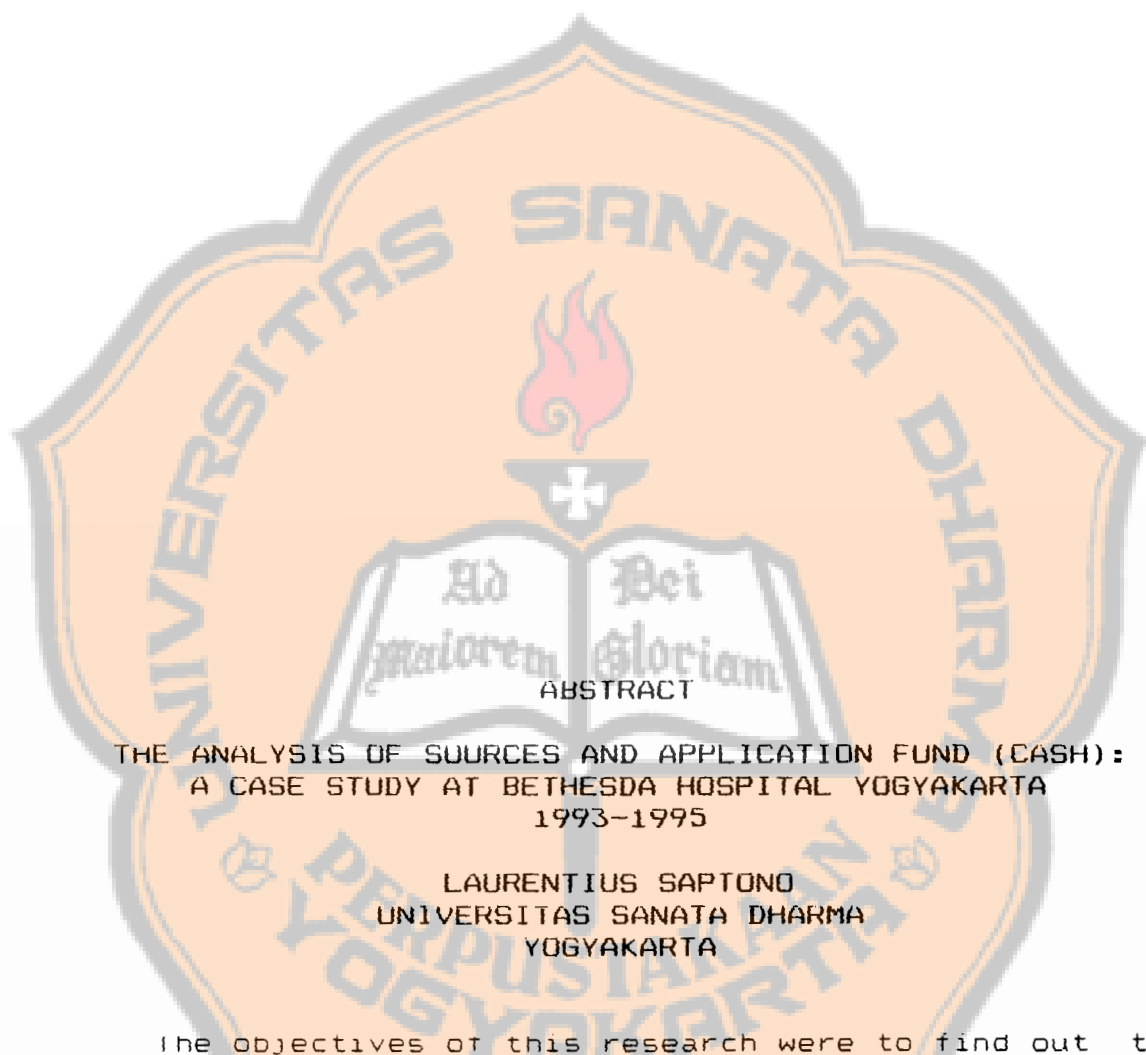 UNIVERSITAS SANATA DHARMA
Ad Dei
maiorem Gloriam
ABSTRACT
THE ANALYSIS OF SOURCES AND APPLICATION FUND (CASH):
A CASE STUDY AT BETHESDA HOSPITAL YOGYAKARTA
1993-1995
LAURENTIUS SAPTONO
UNIVERSITAS SANATA DHARMA
YOGYAKARTA
PERPUSTAKAAN
YOGYAKARTA
The objectives of this research were to find out t